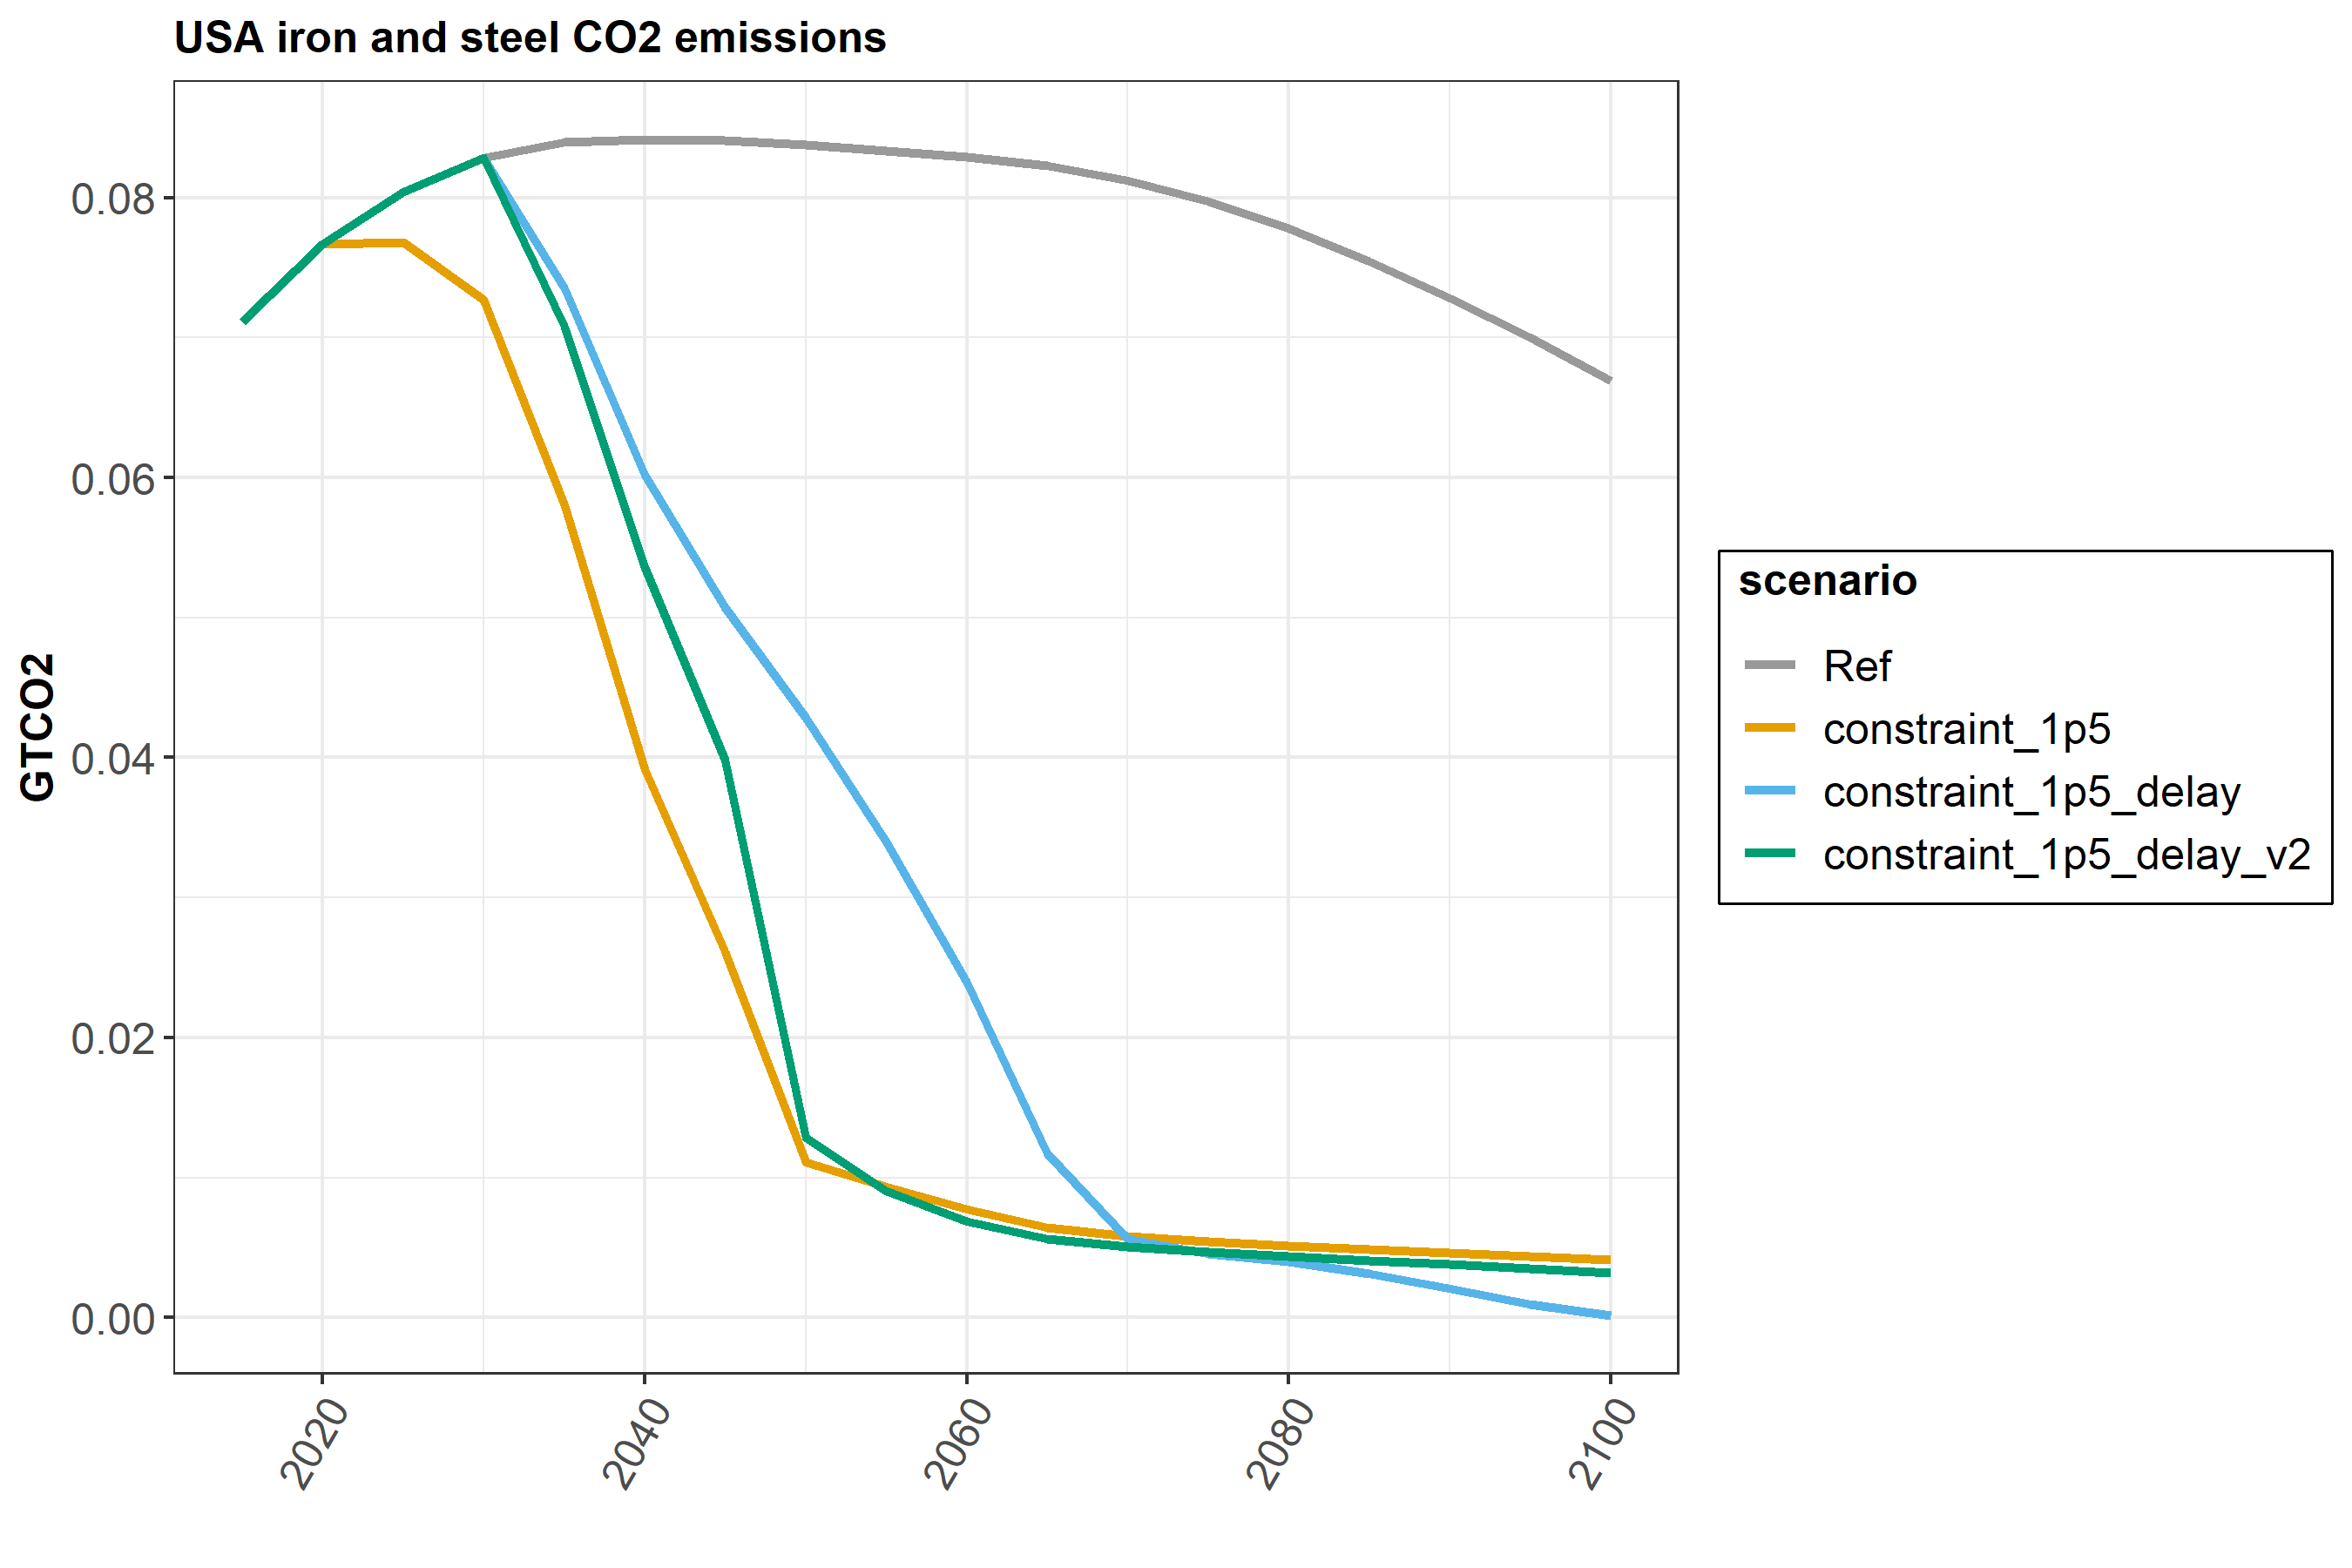 USA iron and steel CO2 emissions
GTCO2
0.08
0.06
0.04
0.02
0.00
2020
2040
2060
2080
2100
scenario
Ref
constraint_1p5
constraint_1p5_delay
constraint_1p5_delay_v2